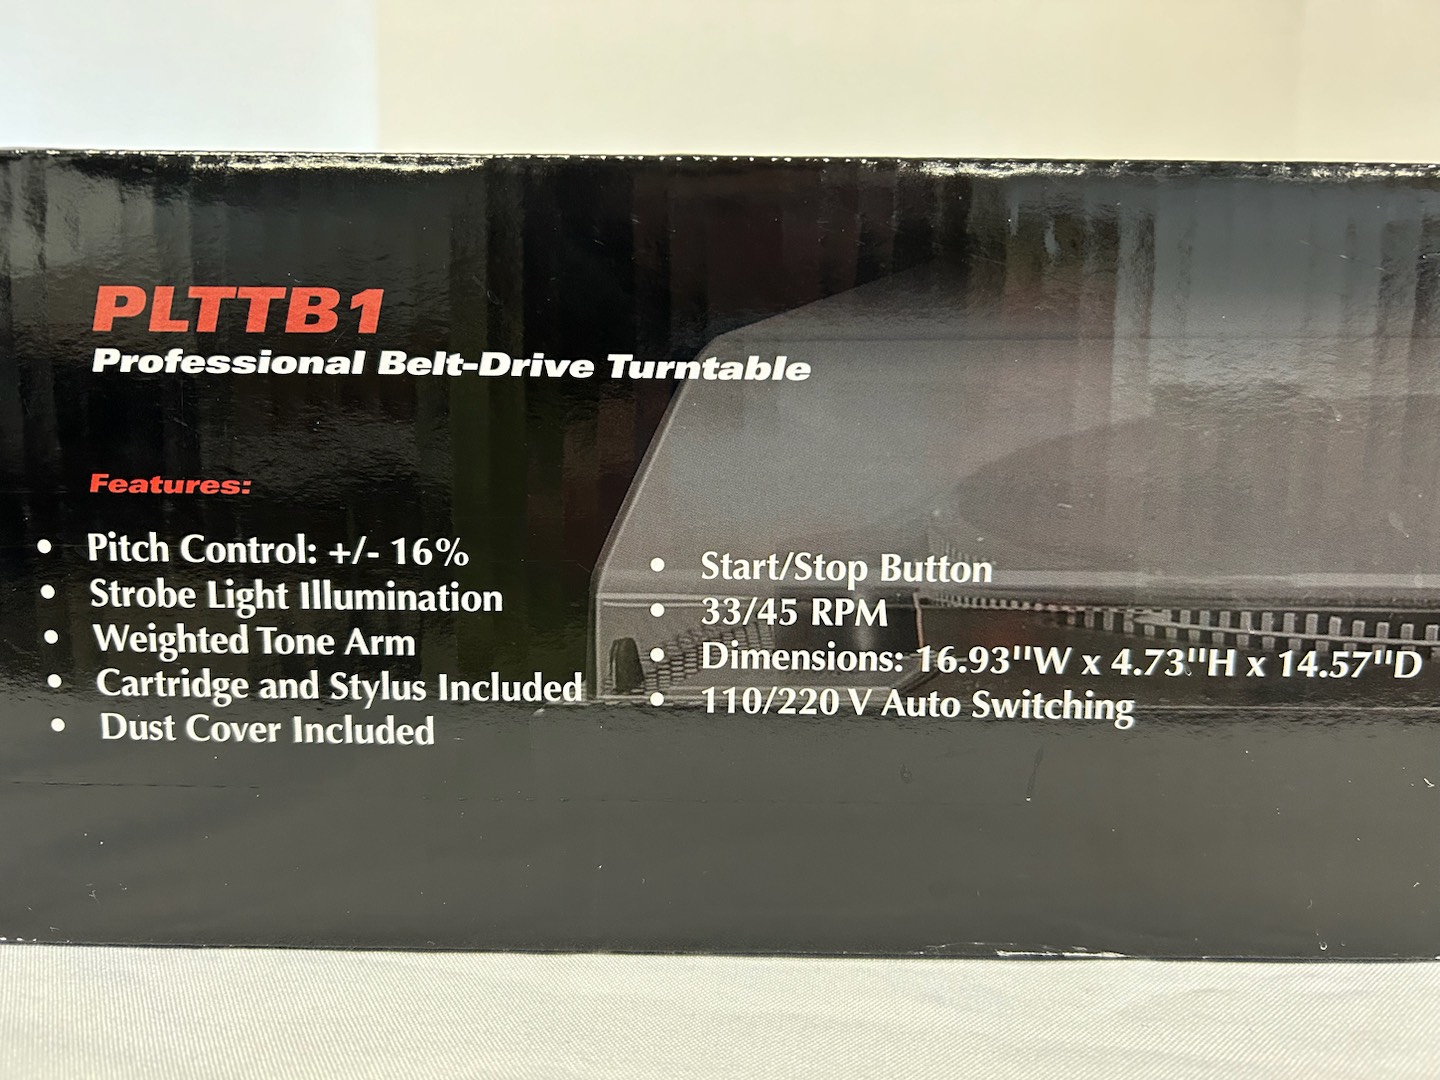 PLTTB1
Professional Belt-Drive Turntable
Features:
• Pitch Control: +/- 16%
• Strobe Light Illumination
• Weighted Tone Arm
• Cartridge and Stylus Included
• Dust Cover Included
• Start/Stop Button
• 33/45 RPM
• Dimensions: 16.93"W x 4.73"H x 14.57"D
• 110/220 V Auto Switching